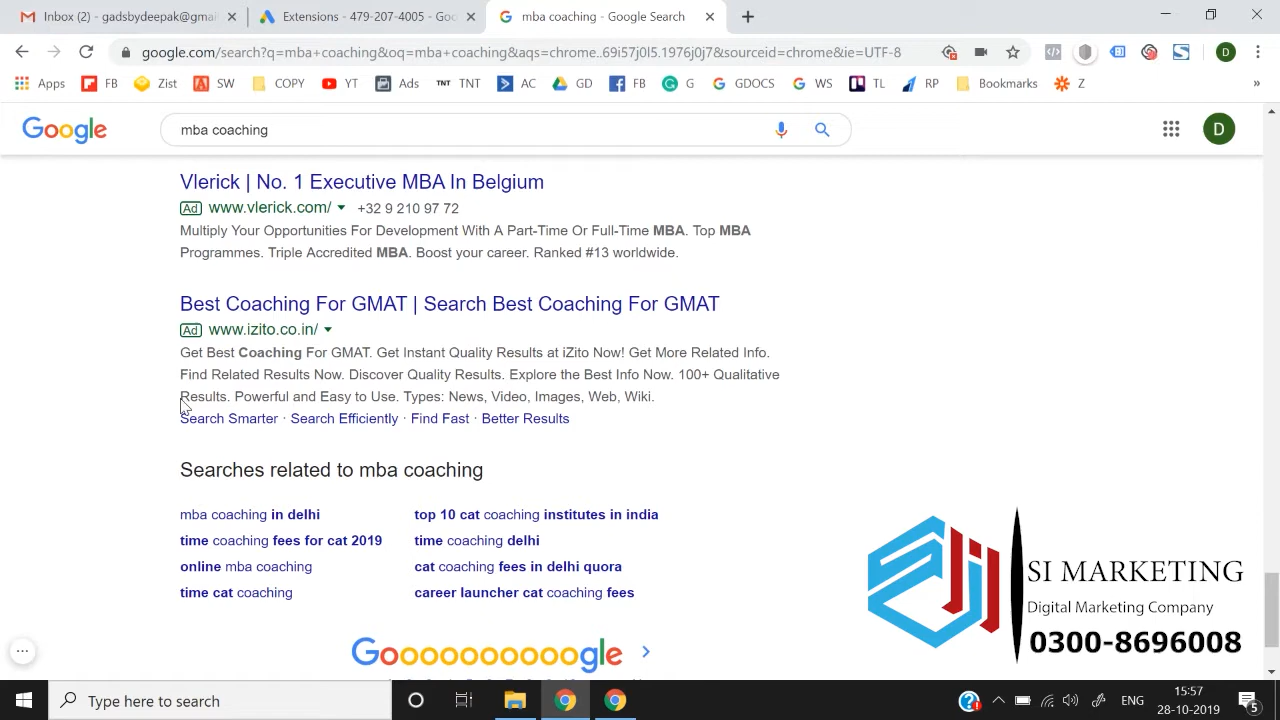 Inbox (2) - gadsbydeepak@gmai
Extensions - 479-207-4005 - Goog
mba coaching - Google Search
google.com/search?q=mba+coaching&oq=mba+coaching&aqs=chrome..69i57j0l5.1976j0j7&sourceid=chrome&ie=UTF-8
D
Apps FB Zist SW COPY YT Ads TNT TNT AC GD FB G GDOCS WS TL RP Bookmarks Z »
Google
mba coaching
D
Vlerick | No. 1 Executive MBA In Belgium
Ad www.vlerick.com/ +32 9 210 97 72
Multiply Your Opportunities For Development With A Part-Time Or Full-Time MBA. Top MBA
Programmes. Triple Accredited MBA. Boost your career. Ranked #13 worldwide.
Best Coaching For GMAT | Search Best Coaching For GMAT
Ad www.izito.co.in/
Get Best Coaching For GMAT. Get Instant Quality Results at iZito Now! Get More Related Info.
Find Related Results Now. Discover Quality Results. Explore the Best Info Now. 100+ Qualitative
Results. Powerful and Easy to Use. Types: News, Video, Images, Web, Wiki.
Search Smarter · Search Efficiently · Find Fast · Better Results
Searches related to mba coaching
mba coaching in delhi
top 10 cat coaching institutes in india
time coaching fees for cat 2019
time coaching delhi
online mba coaching
cat coaching fees in delhi quora
time cat coaching
career launcher cat coaching fees
Goooooooooogle
SI MARKETING
Digital Marketing Company
0300-8696008
Type here to search
ENG
15:57
28-10-2019
5